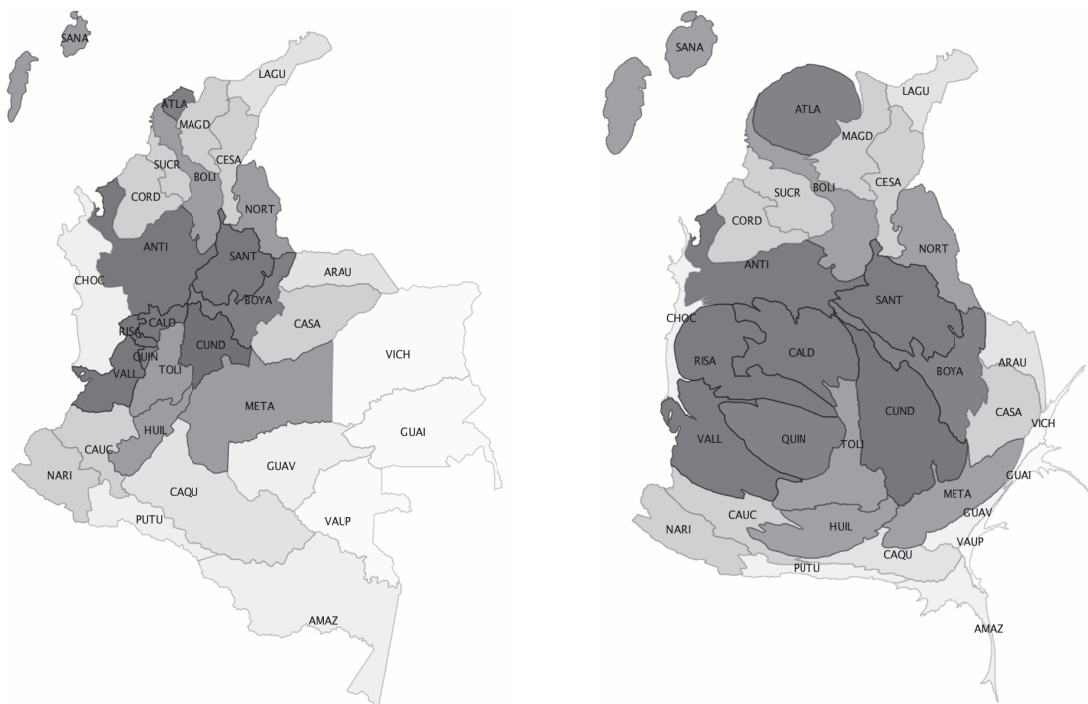 SANA
LAGU
ATLA
MAGD
SUCR
CESA
BOLI
CORD
NORT
ANTI
SANT
CHOC
ARAU
BOYA
CALD
CASA
RISA
CUND
QUIN
VICH
TOLI
VALL
META
HUIL
GUAI
CAUC
GUAV
NARI
CAQU
PUTU
VAUP
AMAZ
SANA
LAGU
ATLA
MAGD
CESA
BOLI
SUCR
CORD
NORT
ANTI
SANT
CHOC
CALD
RISA
ARAU
BOYA
CUND
CASA
VICH
VALL
QUIN
TOLI
GUAI
META
GUAV
CAUC
HUIL
NARI
VAUP
CAQU
PUTU
AMAZ